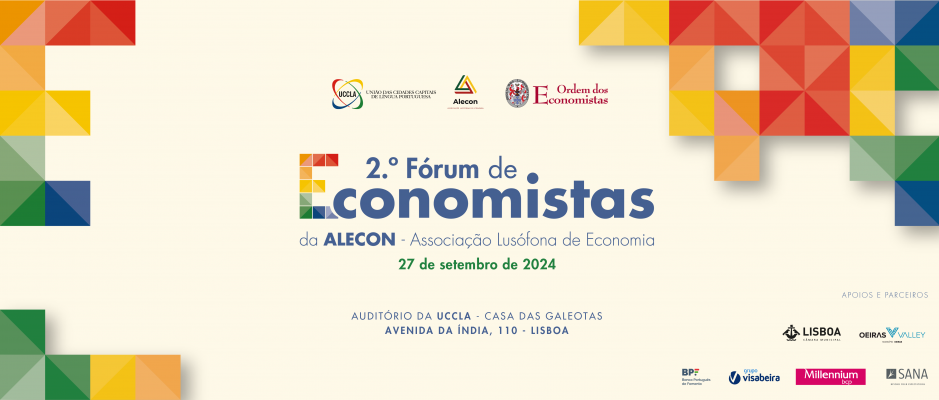 UCCLA
UNIÃO DAS CIDADES CAPITAIS
DE LÍNGUA PORTUGUESA
Alecon
Ordem dos
Economistas
2.º Fórum de
Economistas
da ALECON - Associação Lusófona de Economia
27 de setembro de 2024
AUDITÓRIO DA UCCLA - CASA DAS GALEOTAS
AVENIDA DA ÍNDIA, 110 - LISBOA
APOIOS E PARCEIROS
LISBOA
CÂMARA MUNICIPAL
OEIRAS VALLEY
BPF
Banco Português
de Fomento
grupo
visabeira
Millennium
bcp
SANA